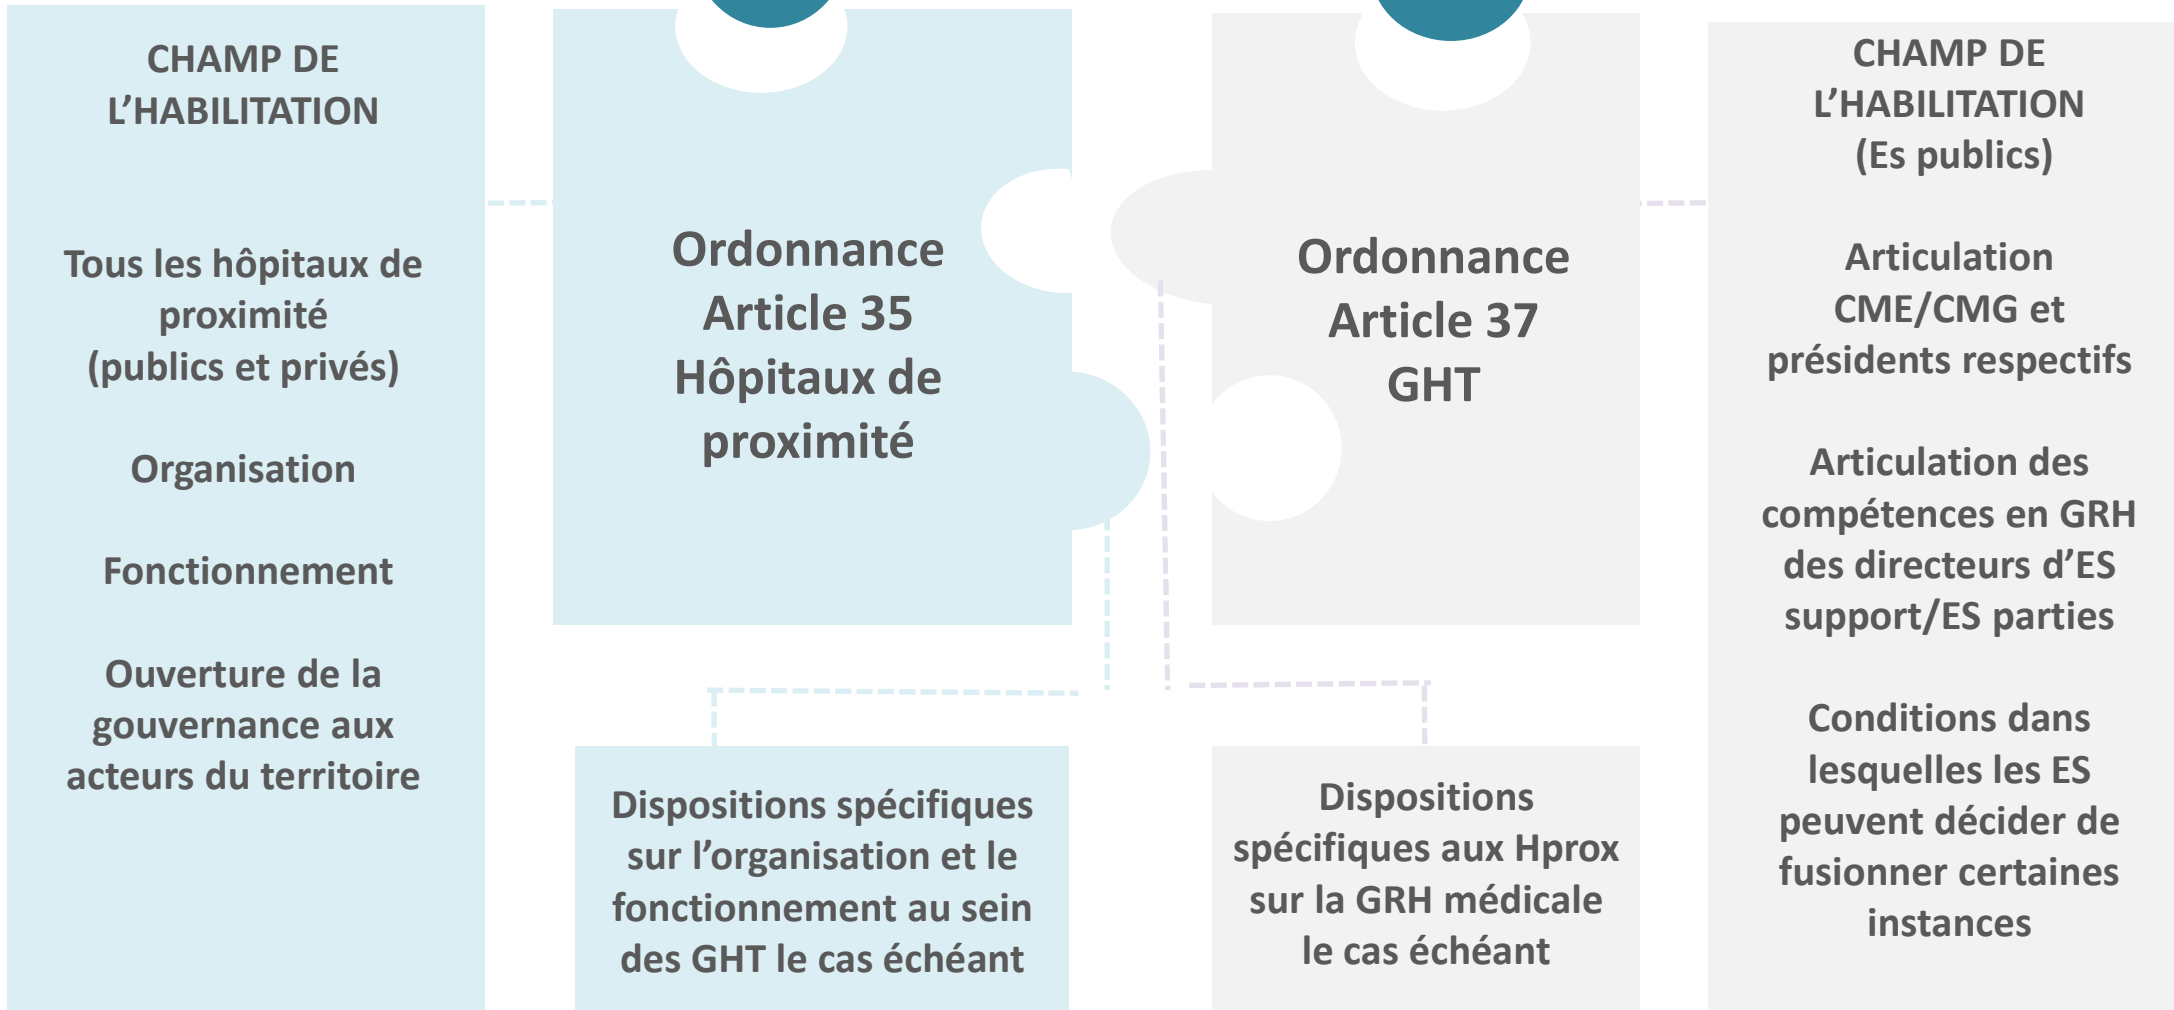 CHAMP DE
L’HABILITATION
Tous les hôpitaux de
proximité
(publics et privés)
Organisation
Fonctionnement
Ouverture de la
gouvernance aux
acteurs du territoire
Ordonnance
Article 35
Hôpitaux de
proximité
Dispositions spécifiques
sur l’organisation et le
fonctionnement au sein
des GHT le cas échéant
Ordonnance
Article 37
GHT
Dispositions
spécifiques aux Hprox
sur la GRH médicale
le cas échéant
CHAMP DE
L’HABILITATION
(Es publics)
Articulation
CME/CMG et
présidents respectifs
Articulation des
compétences en GRH
des directeurs d’ES
support/ES parties
Conditions dans
lesquelles les ES
peuvent décider de
fusionner certaines
instances